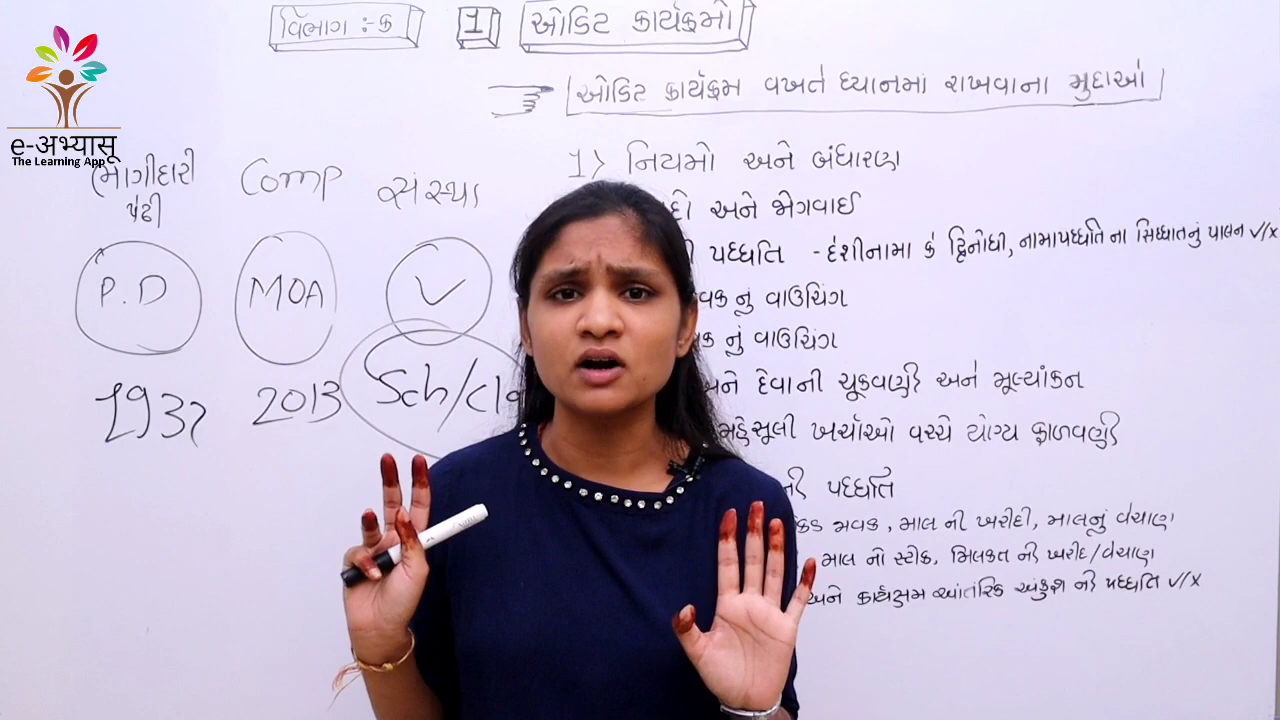 વિભાગ :- ક 1 ઓડિટ કાર્યક્રમો
ઓડિટ કાર્યક્રમ વખતે ધ્યાનમાં રાખવાના મુદ્દાઓ
e-अभ्यासू
The Learning App
ભાગીદારી પેઢી Comp સંસ્થા
1) નિયમો અને બંધારણ
અને જોગવાઈ
પદ્ધતિ - દેશીનામા કે દ્વિનોંધી, નામાપદ્ધતિ ના સિદ્ધાતનું પાલન ✓/x
P.D MOA V
નું વાઉચિંગ
નું વાઉચિંગ
1932 2013 Sch/
અને દેવાની ચૂકવણી અને મૂલ્યાંકન
મહેસૂલી ખર્ચાઓ વચ્ચે યોગ્ય ફાળવણી
ની પદ્ધતિ
આવક, માલ ની ખરીદી, માલનું વેચાણ
માલ નો સ્ટોક, મિલકત ની ખરીદ/વેચાણ
અને કાર્યક્ષમ આંતરિક અંકુશ ની પદ્ધતિ ✓/x